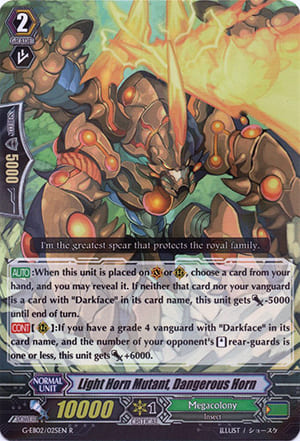 2
GRADE
SHIELD
5000
I'm the greatest spear that protects the royal family.
AUTO :When this unit is placed on or , choose a card from your
hand, and you may reveal it. If neither that card nor your vanguard
is a card with "Darkface" in its card name, this unit gets -5000
until end of turn.
CONT [ ]:If you have a grade 4 vanguard with "Darkface" in its
card name, and the number of your opponent's rear-guards is
one or less, this unit gets +6000.
NORMAL
UNIT
Light Horn Mutant, Dangerous Horn
POWER
10000
1
CRITICAL
Megacolony
Insect
G-EB02/025EN R
ILLUST / ショースケ